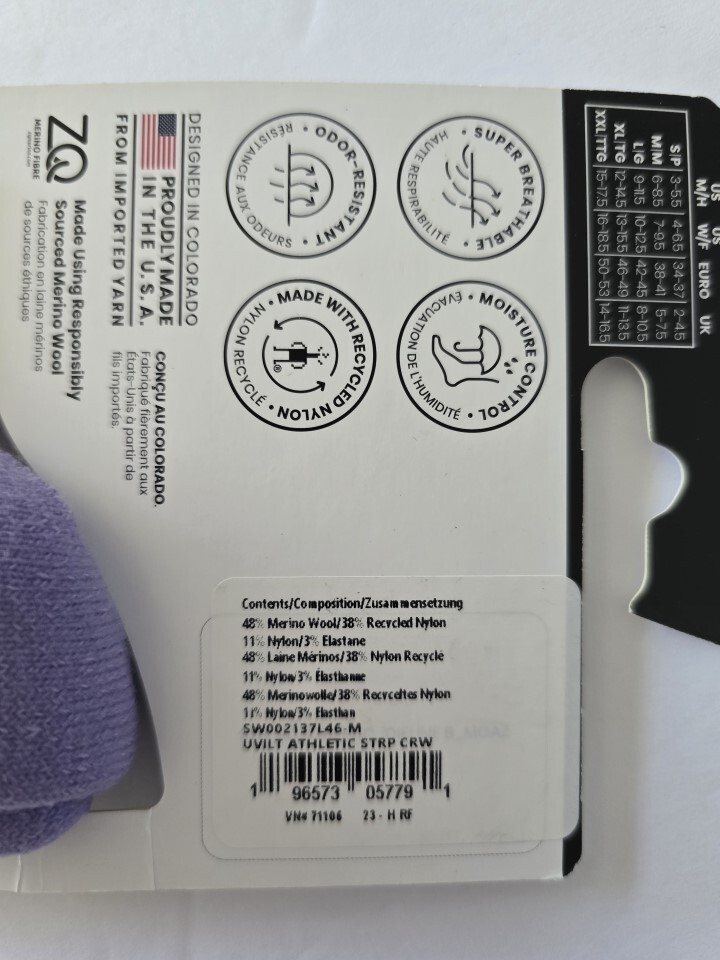 US US
M/H W/F EURO UK
S|P 3-5.5 4-6.5 34-37 2-4.5
M|M 6-8.5 7-9.5 38-41 5-7.5
L|G 9-11.5 10-12.5 42-45 8-10.5
XL|TG 12-14.5 13-15.5 46-49 11-13.5
XXL|TTG 15-17.5 16-18.5 50-53 14-16.5
SUPER BREATHABLE
HAUTE RESPIRABILITÉ
MOISTURE CONTROL
ÉVACUATION DE L'HUMIDITÉ
ODOR-RESISTANT
RÉSISTANCE AUX ODEURS
MADE WITH RECYCLED NYLON
NYLON RECYCLÉ
®
DESIGNED IN COLORADO
PROUDLY MADE
IN THE U.S.A.
FROM IMPORTED YARN
CONÇU AU COLORADO.
Fabriqué fièrement aux
États-Unis à partir de
fils importés.
ZQ
MERINO FIBRE
Made Using Responsibly
Sourced Merino Wool
Fabrication en laine mérinos
de sources éthiques
Contents/Composition/Zusammensetzung
48% Merino Wool/38% Recycled Nylon
11% Nylon/3% Elastane
48% Laine Mérinos/38% Nylon Recyclé
11% Nylon/3% Élasthanne
48% Merinowolle/38% Recyceltes Nylon
11% Nylon/3% Elasthan
SW002137L46-M
UVILT ATHLETIC STRP CRW
1 96573 05779 1
VN# 71106 23 - H RF